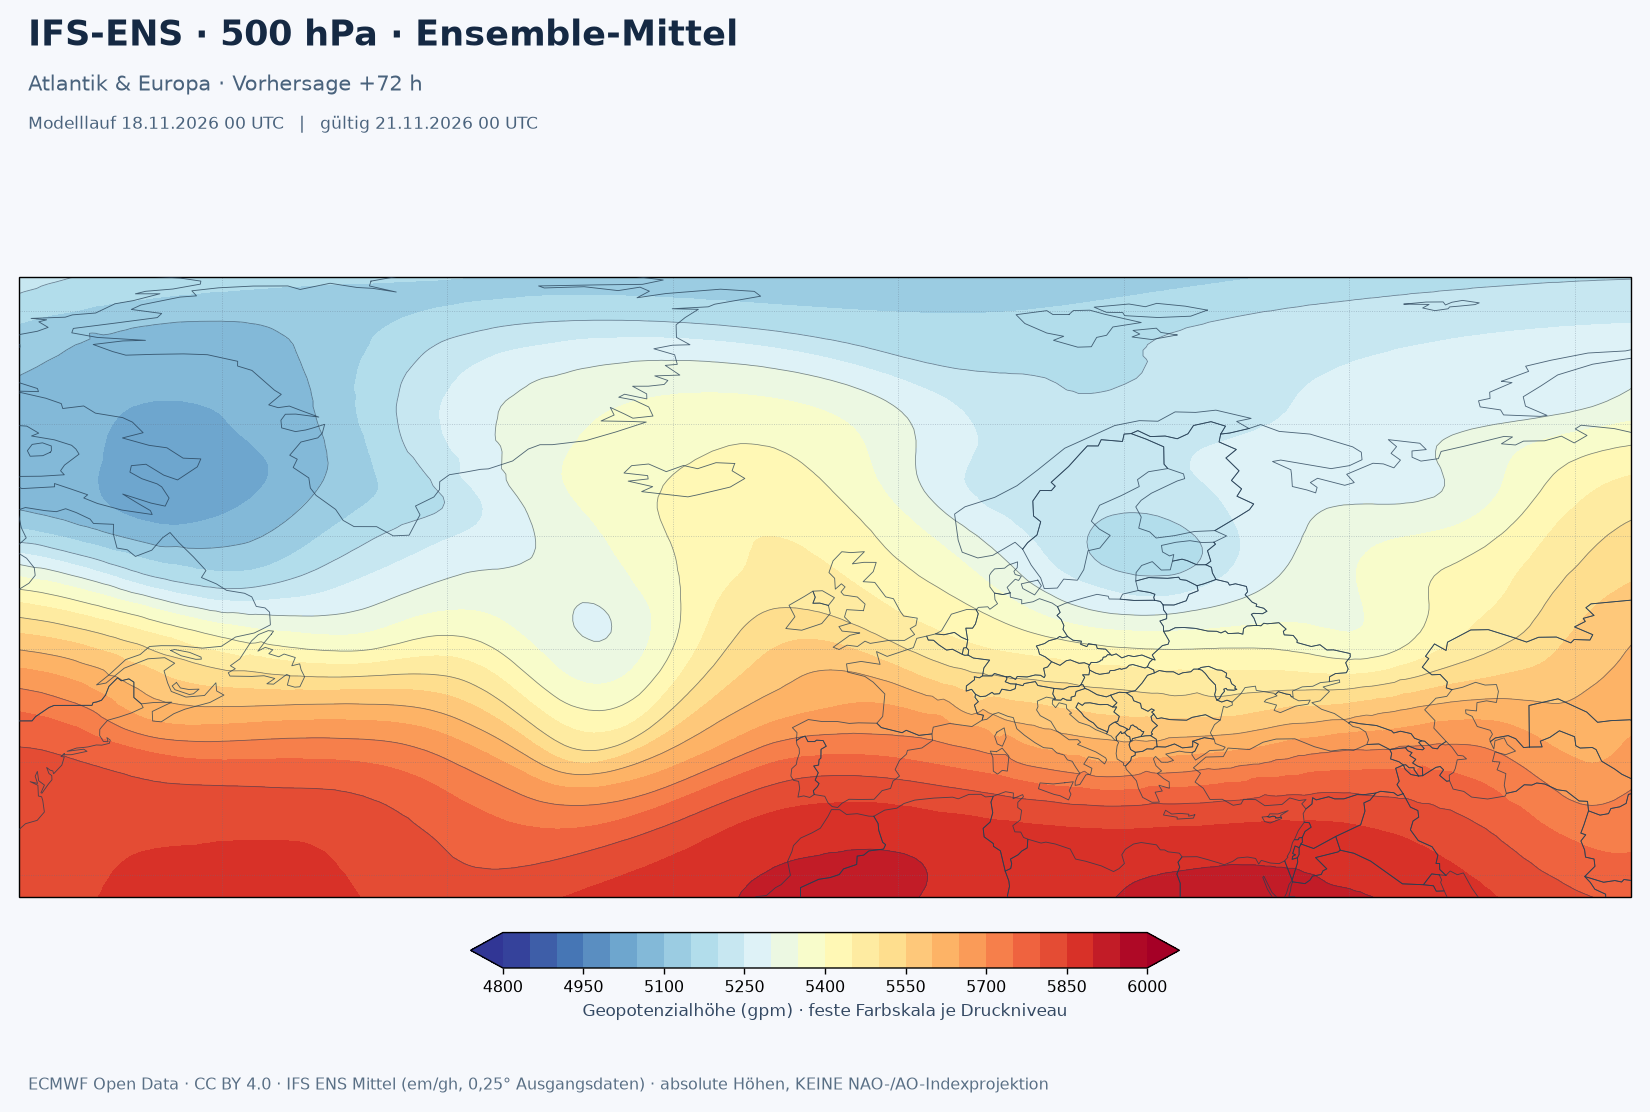 IFS-ENS · 500 hPa · Ensemble-Mittel
Atlantik & Europa · Vorhersage +72 h
Modelllauf 18.11.2026 00 UTC | gültig 21.11.2026 00 UTC
4800 4950 5100 5250 5400 5550 5700 5850 6000
Geopotenzialhöhe (gpm) · feste Farbskala je Druckniveau
ECMWF Open Data · CC BY 4.0 · IFS ENS Mittel (em/gh, 0,25° Ausgangsdaten) · absolute Höhen, KEINE NAO-/AO-Indexprojektion